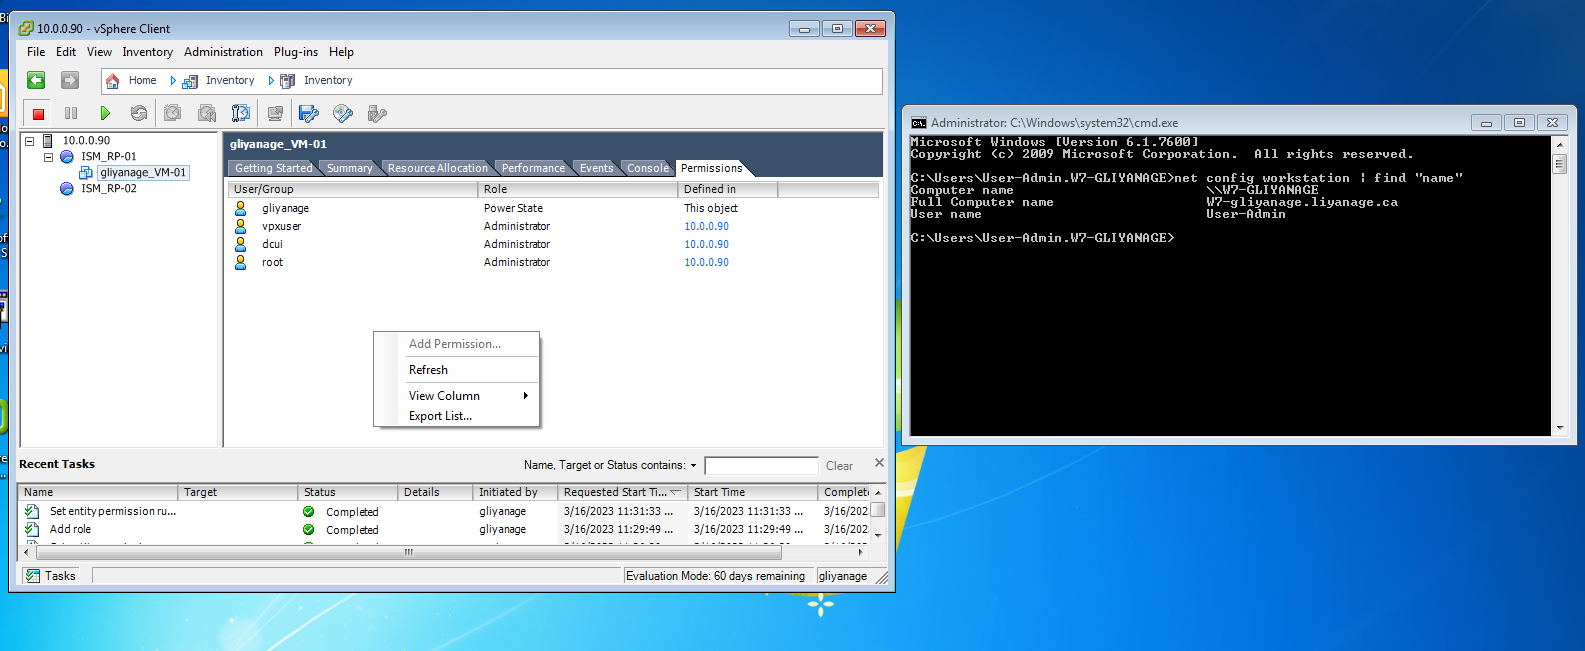 10.0.0.90 - vSphere Client
File Edit View Inventory Administration Plug-ins Help
Home Inventory Inventory
10.0.0.90
ISM_RP-01
gliyanage_VM-01
ISM_RP-02
gliyanage_VM-01
Getting Started Summary Resource Allocation Performance Events Console Permissions
User/Group Role Defined in
gliyanage Power State This object
vpxuser Administrator 10.0.0.90
dcui Administrator 10.0.0.90
root Administrator 10.0.0.90
Add Permission...
Refresh
View Column
Export List...
Recent Tasks
Name, Target or Status contains: Clear
Name Target Status Details Initiated by Requested Start Ti... Start Time Complet
Set entity permission ru... Completed gliyanage 3/16/2023 11:31:33 ... 3/16/2023 11:31:33 ... 3/16/202
Add role Completed gliyanage 3/16/2023 11:29:49 ... 3/16/2023 11:29:49 ... 3/16/202
Tasks Evaluation Mode: 60 days remaining gliyanage
Administrator: C:\Windows\system32\cmd.exe
Microsoft Windows [Version 6.1.7600]
Copyright (c) 2009 Microsoft Corporation. All rights reserved.
C:\Users\User-Admin.W7-GLIYANAGE>net config workstation | find "name"
Computer name \\W7-GLIYANAGE
Full Computer name W7-gliyanage.liyanage.ca
User name User-Admin
C:\Users\User-Admin.W7-GLIYANAGE>